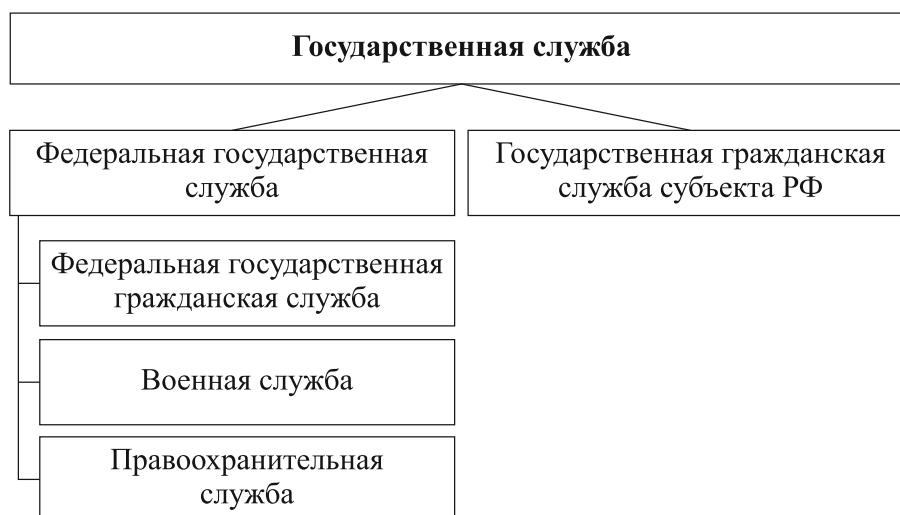 Государственная служба
Федеральная государственная
служба
Государственная гражданская
служба субъекта РФ
Федеральная государственная
гражданская служба
Военная служба
Правоохранительная
служба